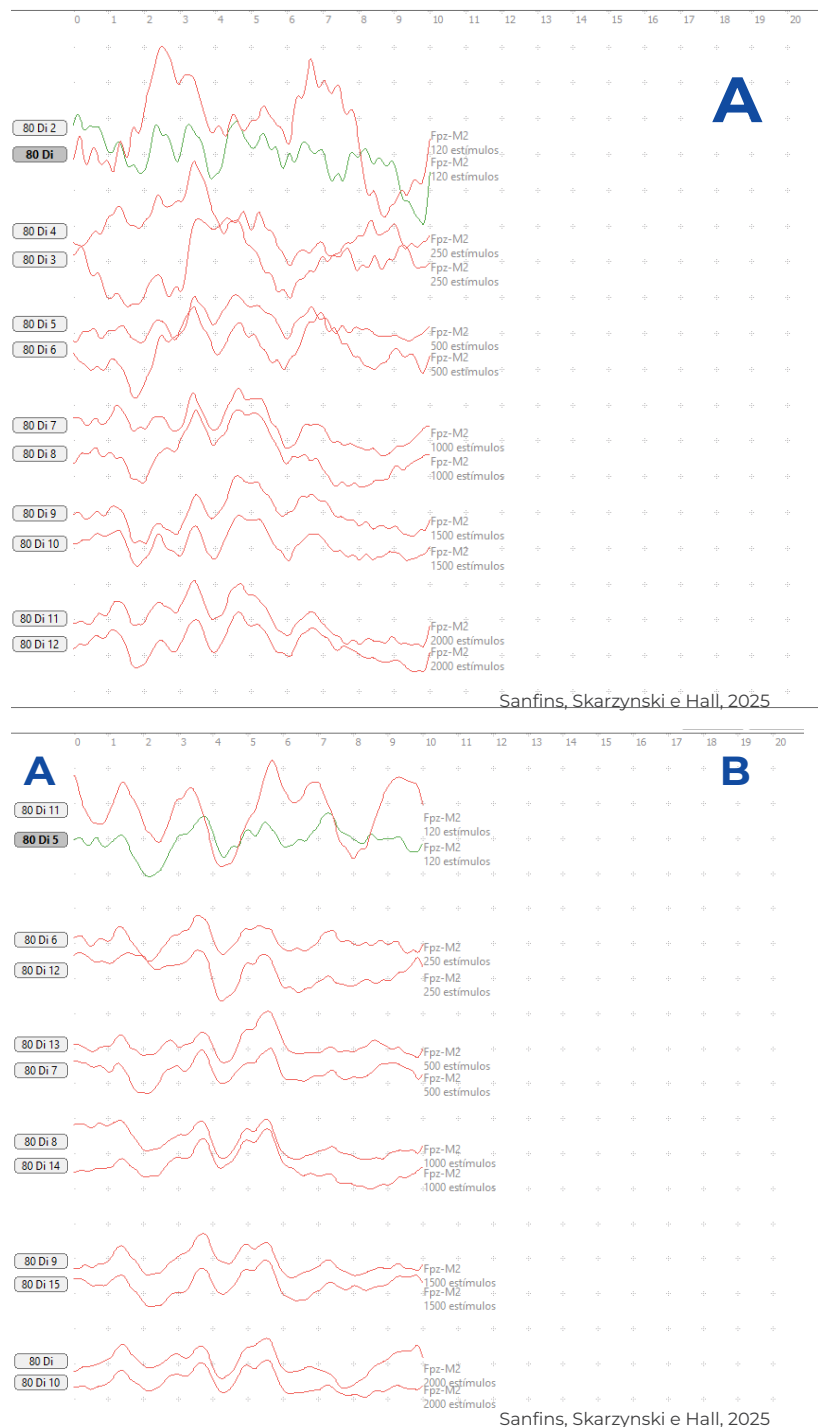 0 1 2 3 4 5 6 7 8 9 10 11 12 13 14 15 16 17 18 19 20
A
80 Di 2
Fpz-M2
120 estímulos
80 Di
Fpz-M2
120 estímulos
80 Di 4
Fpz-M2
250 estímulos
80 Di 3
Fpz-M2
250 estímulos
80 Di 5
Fpz-M2
500 estímulos
80 Di 6
Fpz-M2
500 estímulos
80 Di 7
Fpz-M2
1000 estímulos
80 Di 8
Fpz-M2
1000 estímulos
80 Di 9
Fpz-M2
1500 estímulos
80 Di 10
Fpz-M2
1500 estímulos
80 Di 11
Fpz-M2
2000 estímulos
80 Di 12
Fpz-M2
2000 estímulos
Sanfins, Skarzynski e Hall, 2025
0 1 2 3 4 5 6 7 8 9 10 11 12 13 14 15 16 17 18 19 20
A B
80 Di 11
Fpz-M2
120 estímulos
80 Di 5
Fpz-M2
120 estímulos
80 Di 6
Fpz-M2
250 estímulos
80 Di 12
Fpz-M2
250 estímulos
80 Di 13
Fpz-M2
500 estímulos
80 Di 7
Fpz-M2
500 estímulos
80 Di 8
Fpz-M2
1000 estímulos
80 Di 14
Fpz-M2
1000 estímulos
80 Di 9
Fpz-M2
1500 estímulos
80 Di 15
Fpz-M2
1500 estímulos
80 Di
Fpz-M2
2000 estímulos
80 Di 10
Fpz-M2
2000 estímulos
Sanfins, Skarzynski e Hall, 2025